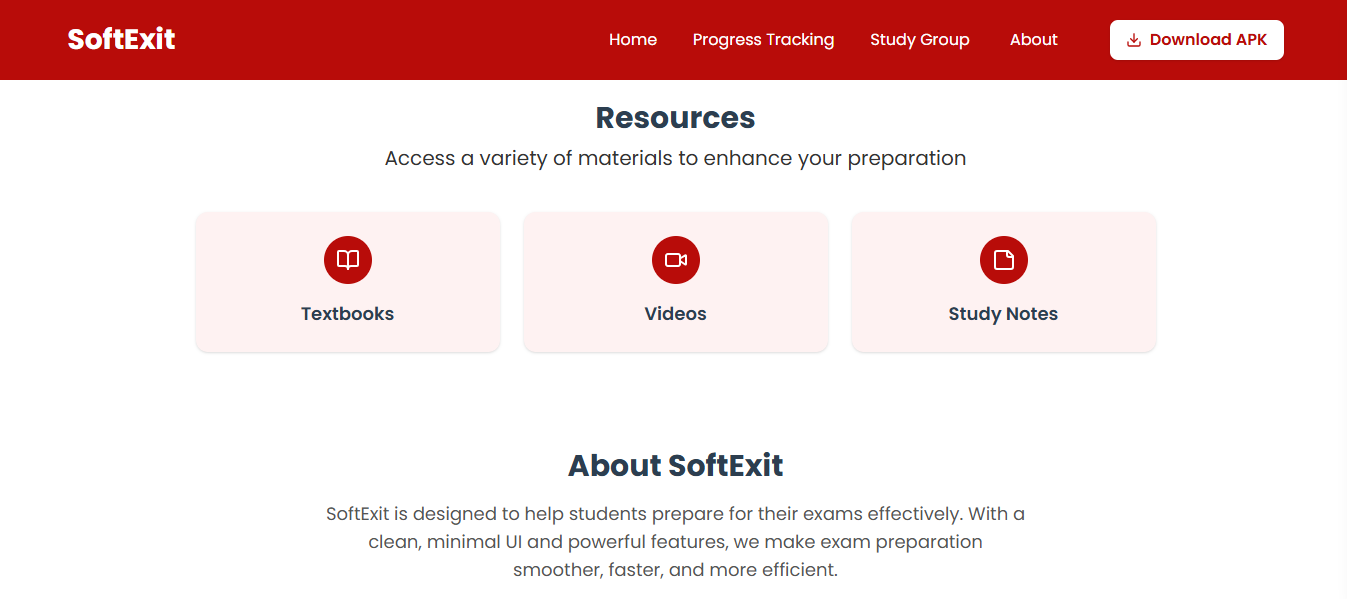 SoftExit
Home
Progress Tracking
Study Group
About
Download APK
Resources
Access a variety of materials to enhance your preparation
Textbooks
Videos
Study Notes
About SoftExit
SoftExit is designed to help students prepare for their exams effectively. With a
clean, minimal UI and powerful features, we make exam preparation
smoother, faster, and more efficient.